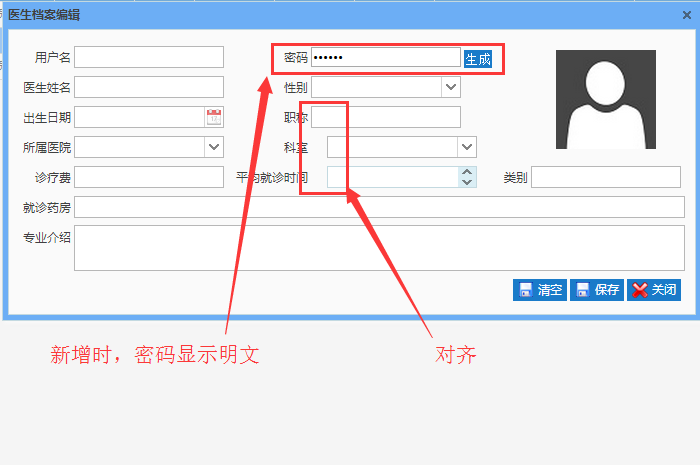 医生档案编辑
用户名 密码 •••••• 生成
医生姓名 性别
出生日期 职称
所属医院 科室
诊疗费 平均就诊时间 类别
就诊药房
专业介绍
清空 保存 关闭
新增时，密码显示明文 对齐